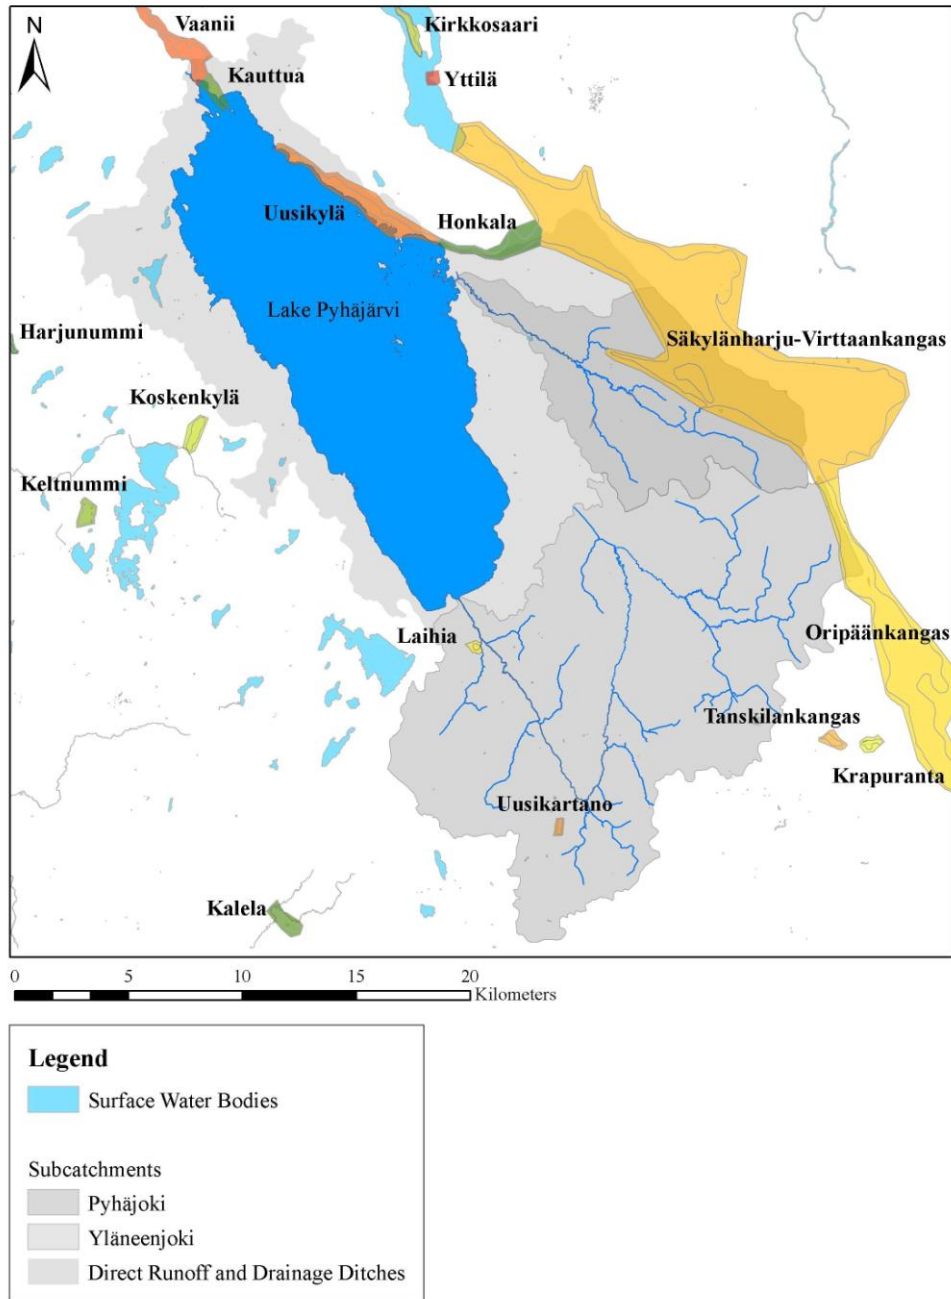 N
Vaanii
Kirkkosaari
Kauttua
Yttilä
Uusikylä
Honkala
Lake Pyhäjärvi
Säkylänharju-Virttaankangas
Harjunummi
Koskenkylä
Keltnummi
Laihia
Oripäänkangas
Tanskilankangas
Krapuranta
Uusikartano
Kalela
0 5 10 20
Kilometers
Legend
Surface Water Bodies
Subcatchments
Pyhäjoki
Yläneenjoki
Direct Runoff and Drainage Ditches